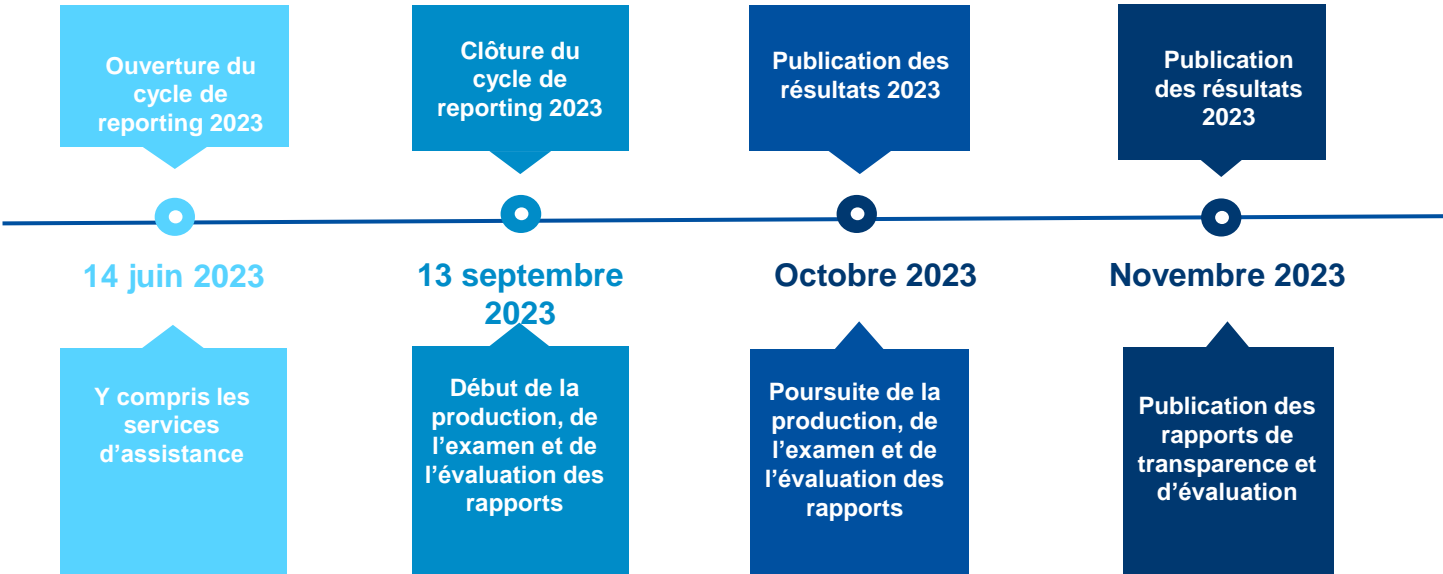 Ouverture du
cycle de
reporting 2023
Clôture du
cycle de
reporting 2023
Publication des
résultats 2023
Publication
des résultats
2023
14 juin 2023
13 septembre
2023
Octobre 2023
Novembre 2023
Y compris les
services
d’assistance
Début de la
production, de
l’examen et de
l’évaluation des
rapports
Poursuite de la
production, de
l’examen et de
l’évaluation des
rapports
Publication des
rapports de
transparence et
d’évaluation